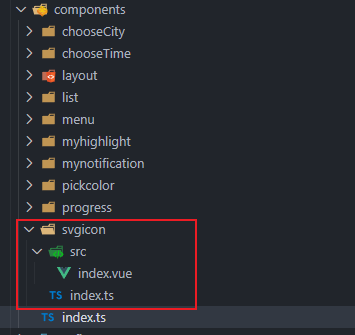 components
chooseCity
chooseTime
layout
list
menu
myhighlight
mynotification
pickcolor
progress
svgicon
src
index.vue
TS index.ts
TS index.ts